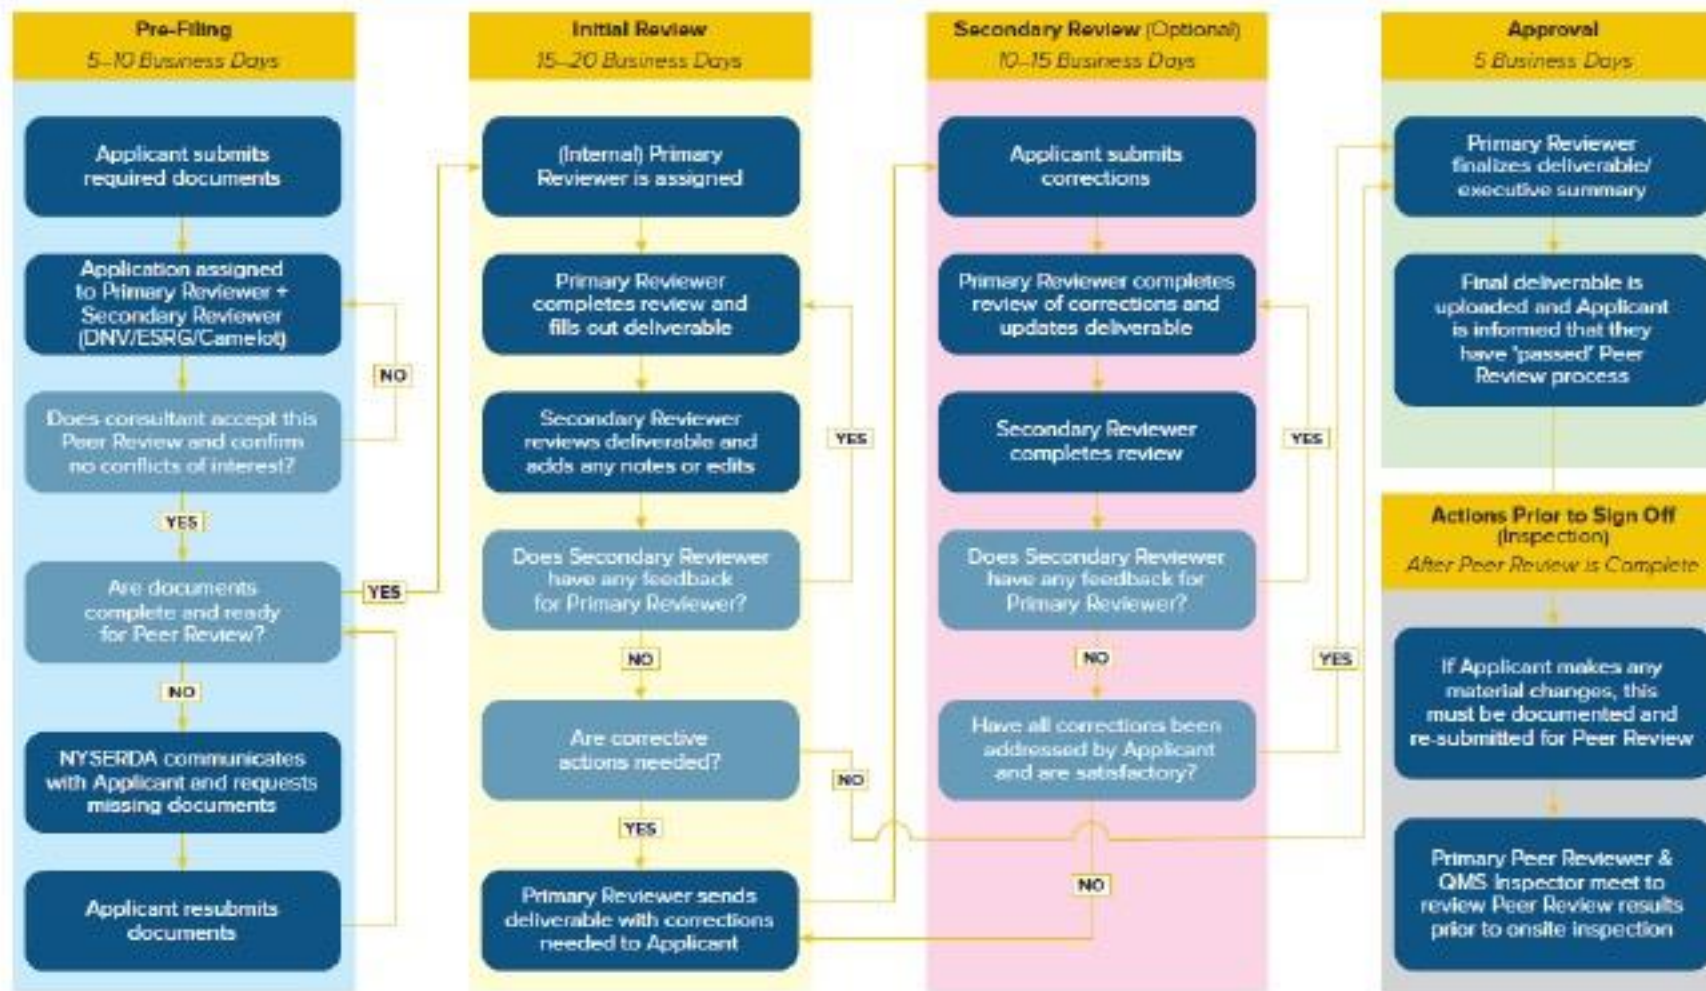 Pre-Filing
5–10 Business Days
Applicant submits
required documents
Application assigned
to Primary Reviewer +
Secondary Reviewer
(DNV/ESRG/Camelot)
NO
Does consultant accept this
Peer Review and confirm
no conflicts of interest?
YES
Are documents
complete and ready
for Peer Review?
YES
NO
NYSERDA communicates
with Applicant and requests
missing documents
Applicant resubmits
documents
Initial Review
15–20 Business Days
(Internal) Primary
Reviewer is assigned
Primary Reviewer
completes review and
fills out deliverable
Secondary Reviewer
reviews deliverable and
adds any notes or edits
YES
Does Secondary Reviewer
have any feedback
for Primary Reviewer?
NO
Are corrective
actions needed?
NO
YES
Primary Reviewer sends
deliverable with corrections
needed to Applicant
Secondary Review (Optional)
10–15 Business Days
Applicant submits
corrections
Primary Reviewer completes
review of corrections and
updates deliverable
Secondary Reviewer
completes review
YES
Does Secondary Reviewer
have any feedback for
Primary Reviewer?
NO
YES
Have all corrections been
addressed by Applicant
and are satisfactory?
NO
Approval
5 Business Days
Primary Reviewer
finalizes deliverable/
executive summary
Final deliverable is
uploaded and Applicant
is informed that they
have "passed" Peer
Review process
Actions Prior to Sign Off
(Inspection)
After Peer Review is Complete
If Applicant makes any
material changes, this
must be documented and
re-submitted for Peer Review
Primary Peer Reviewer &
QMS Inspector meet to
review Peer Review results
prior to onsite inspection